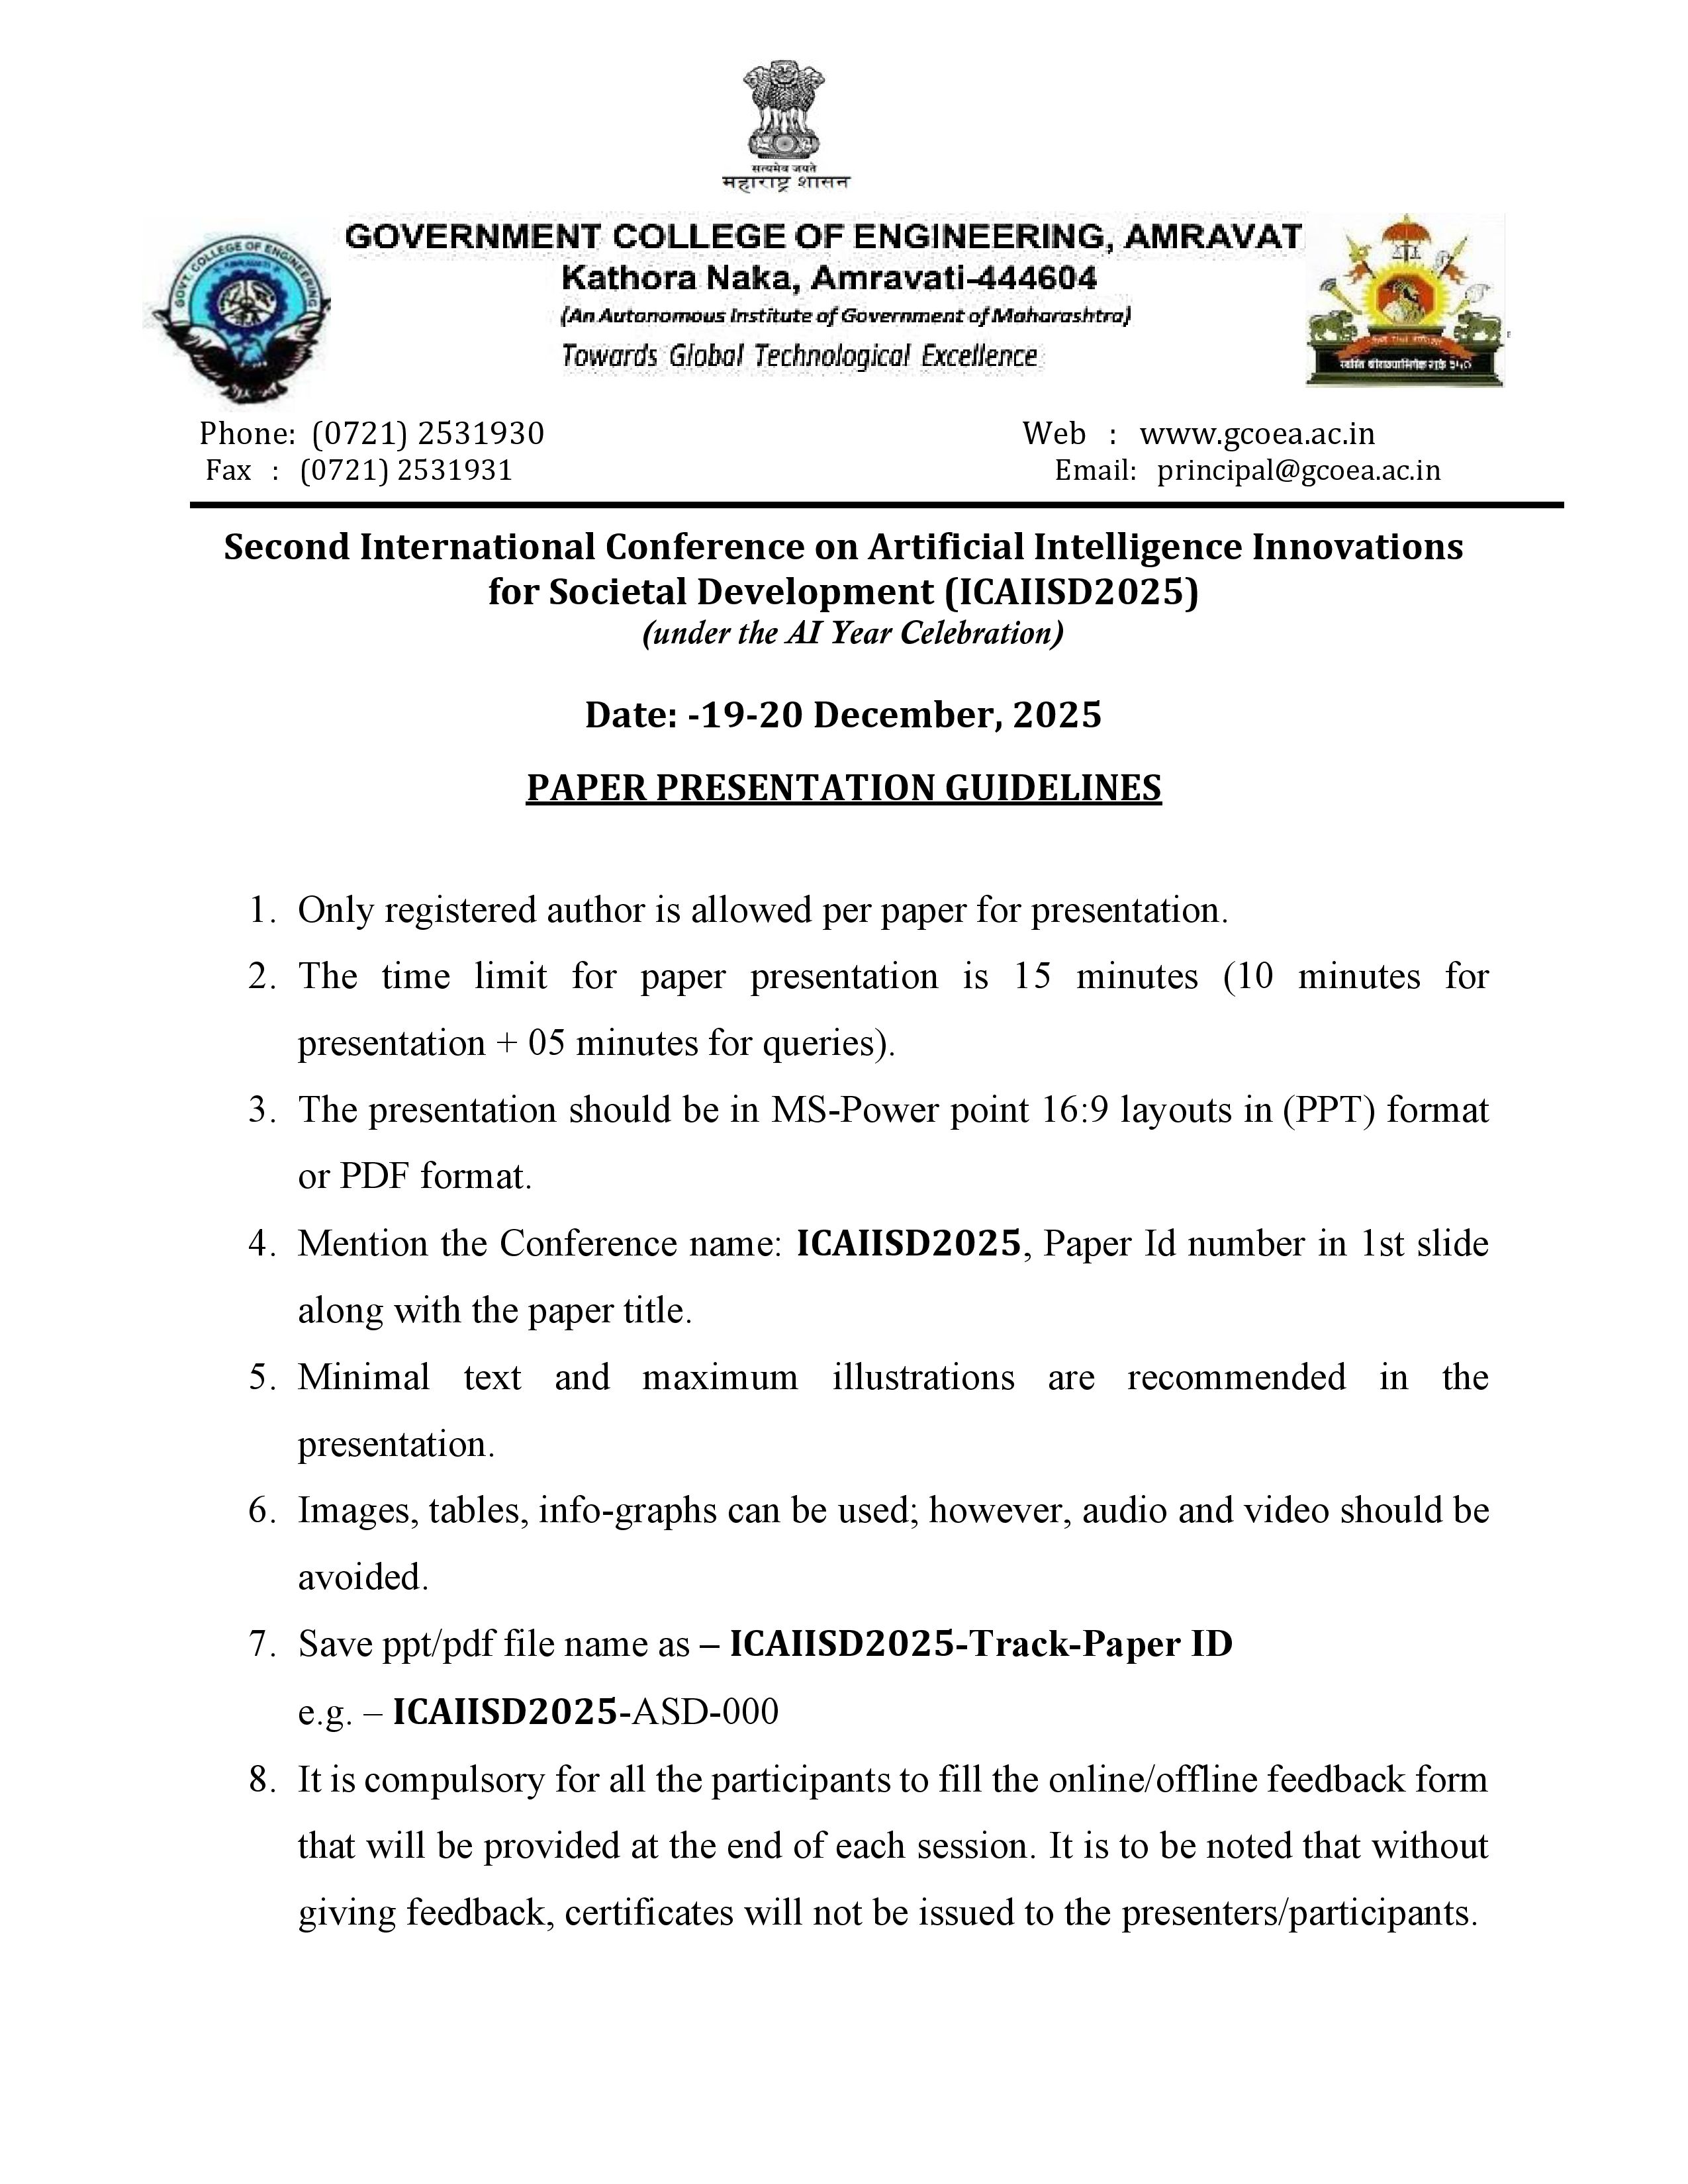 सत्यमेव जयते
महाराष्ट्र शासन
GOVT. COLLEGE OF ENGINEERING
GOVERNMENT COLLEGE OF ENGINEERING, AMRAVAT
Kathora Naka, Amravati-444604
(An Autonomous Institute of Government of Maharashtra)
Towards Global Technological Excellence
Phone: (0721) 2531930 Web : www.gcoea.ac.in
Fax : (0721) 2531931 Email: principal@gcoea.ac.in
Second International Conference on Artificial Intelligence Innovations
for Societal Development (ICAIISD2025)
(under the AI Year Celebration)
Date: -19-20 December, 2025
PAPER PRESENTATION GUIDELINES
1. Only registered author is allowed per paper for presentation.
2. The time limit for paper presentation is 15 minutes (10 minutes for
presentation + 05 minutes for queries).
3. The presentation should be in MS-Power point 16:9 layouts in (PPT) format
or PDF format.
4. Mention the Conference name: ICAIISD2025, Paper Id number in 1st slide
along with the paper title.
5. Minimal text and maximum illustrations are recommended in the
presentation.
6. Images, tables, info-graphs can be used; however, audio and video should be
avoided.
7. Save ppt/pdf file name as – ICAIISD2025-Track-Paper ID
e.g. – ICAIISD2025-ASD-000
8. It is compulsory for all the participants to fill the online/offline feedback form
that will be provided at the end of each session. It is to be noted that without
giving feedback, certificates will not be issued to the presenters/participants.